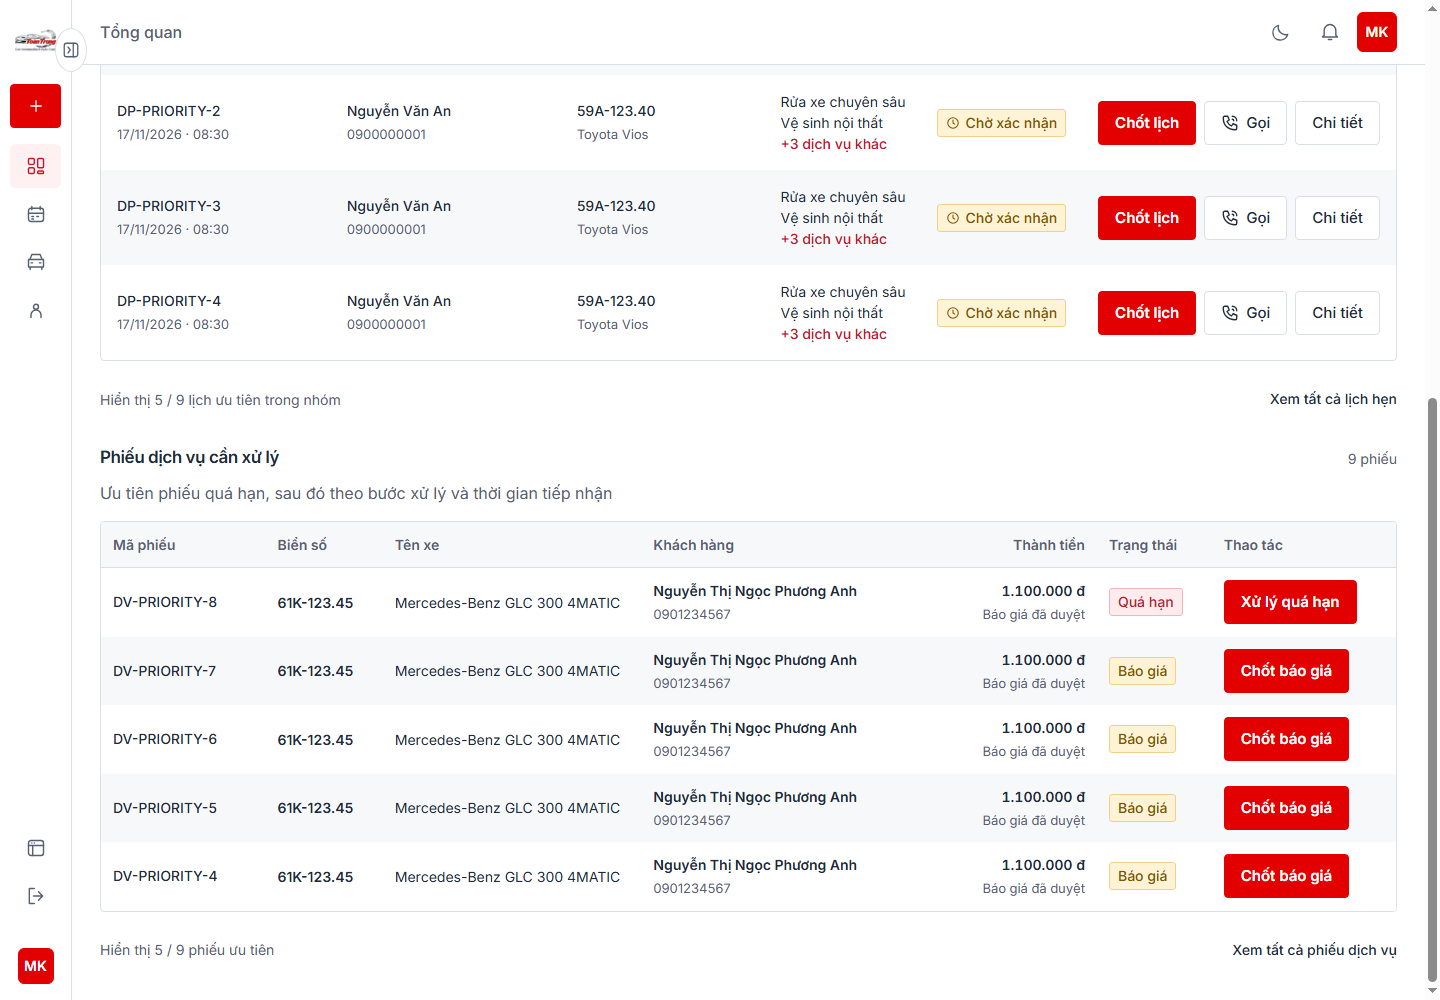 Toàn Trung
Tổng quan
MK
DP-PRIORITY-2
17/11/2026 · 08:30
Nguyễn Văn An
0900000001
59A-123.40
Toyota Vios
Rửa xe chuyên sâu
Vệ sinh nội thất
+3 dịch vụ khác
Chờ xác nhận
Chốt lịch
Gọi
Chi tiết
DP-PRIORITY-3
17/11/2026 · 08:30
Nguyễn Văn An
0900000001
59A-123.40
Toyota Vios
Rửa xe chuyên sâu
Vệ sinh nội thất
+3 dịch vụ khác
Chờ xác nhận
Chốt lịch
Gọi
Chi tiết
DP-PRIORITY-4
17/11/2026 · 08:30
Nguyễn Văn An
0900000001
59A-123.40
Toyota Vios
Rửa xe chuyên sâu
Vệ sinh nội thất
+3 dịch vụ khác
Chờ xác nhận
Chốt lịch
Gọi
Chi tiết
Hiển thị 5 / 9 lịch ưu tiên trong nhóm
Xem tất cả lịch hẹn
Phiếu dịch vụ cần xử lý
9 phiếu
Ưu tiên phiếu quá hạn, sau đó theo bước xử lý và thời gian tiếp nhận
Mã phiếu Biển số Tên xe Khách hàng Thành tiền Trạng thái Thao tác
DV-PRIORITY-8
61K-123.45
Mercedes-Benz GLC 300 4MATIC
Nguyễn Thị Ngọc Phương Anh
0901234567
1.100.000 đ
Báo giá đã duyệt
Quá hạn
Xử lý quá hạn
DV-PRIORITY-7
61K-123.45
Mercedes-Benz GLC 300 4MATIC
Nguyễn Thị Ngọc Phương Anh
0901234567
1.100.000 đ
Báo giá đã duyệt
Báo giá
Chốt báo giá
DV-PRIORITY-6
61K-123.45
Mercedes-Benz GLC 300 4MATIC
Nguyễn Thị Ngọc Phương Anh
0901234567
1.100.000 đ
Báo giá đã duyệt
Báo giá
Chốt báo giá
DV-PRIORITY-5
61K-123.45
Mercedes-Benz GLC 300 4MATIC
Nguyễn Thị Ngọc Phương Anh
0901234567
1.100.000 đ
Báo giá đã duyệt
Báo giá
Chốt báo giá
DV-PRIORITY-4
61K-123.45
Mercedes-Benz GLC 300 4MATIC
Nguyễn Thị Ngọc Phương Anh
0901234567
1.100.000 đ
Báo giá đã duyệt
Báo giá
Chốt báo giá
Hiển thị 5 / 9 phiếu ưu tiên
Xem tất cả phiếu dịch vụ
MK